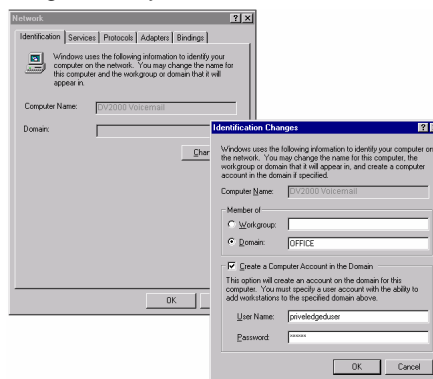 Network
Identification Services Protocols Adapters Bindings
Windows uses the following information to identify your
computer on the network. You may change the name for
this computer and the workgroup or domain that it will
appear in.
Computer Name: DV2000 Voicemail
Domain:
OK
Identification Changes
Windows uses the following information to identify your computer on
the network. You may change the name for this computer, the
workgroup or domain that it will appear in, and create a computer
account in the domain if specified.
Computer Name: DV2000 Voicemail
Member of
Workgroup:
Domain: OFFICE
Create a Computer Account in the Domain
This option will create an account on the domain for this
computer. You must specify a user account with the ability to
add workstations to the specified domain above.
User Name: priveledgeduser
Password: ******
OK Cancel